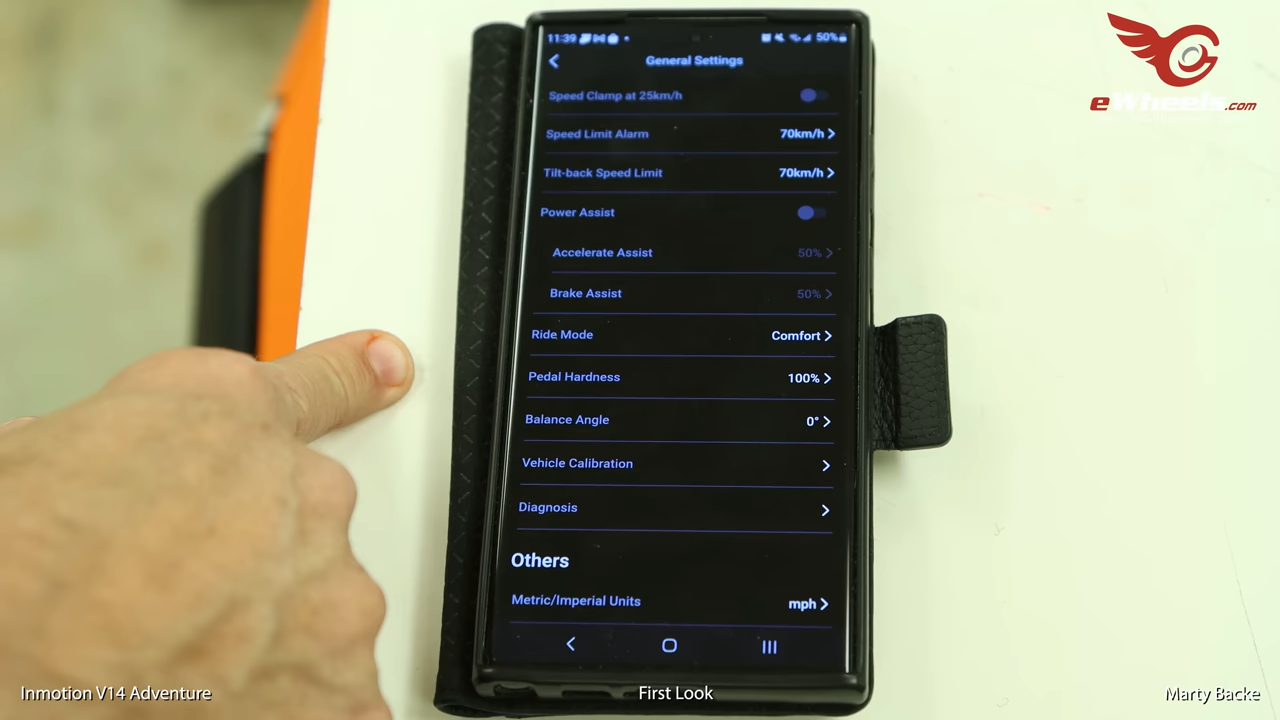 11:39
50%
General Settings
Speed Clamp at 25km/h
Speed Limit Alarm 70km/h
Tilt-back Speed Limit 70km/h
Power Assist
Accelerate Assist 50%
Brake Assist 50%
Ride Mode Comfort
Pedal Hardness 100%
Balance Angle 0°
Vehicle Calibration
Diagnosis
Others
Metric/Imperial Units mph
eWheels.com
Inmotion V14 Adventure
First Look
Marty Backe